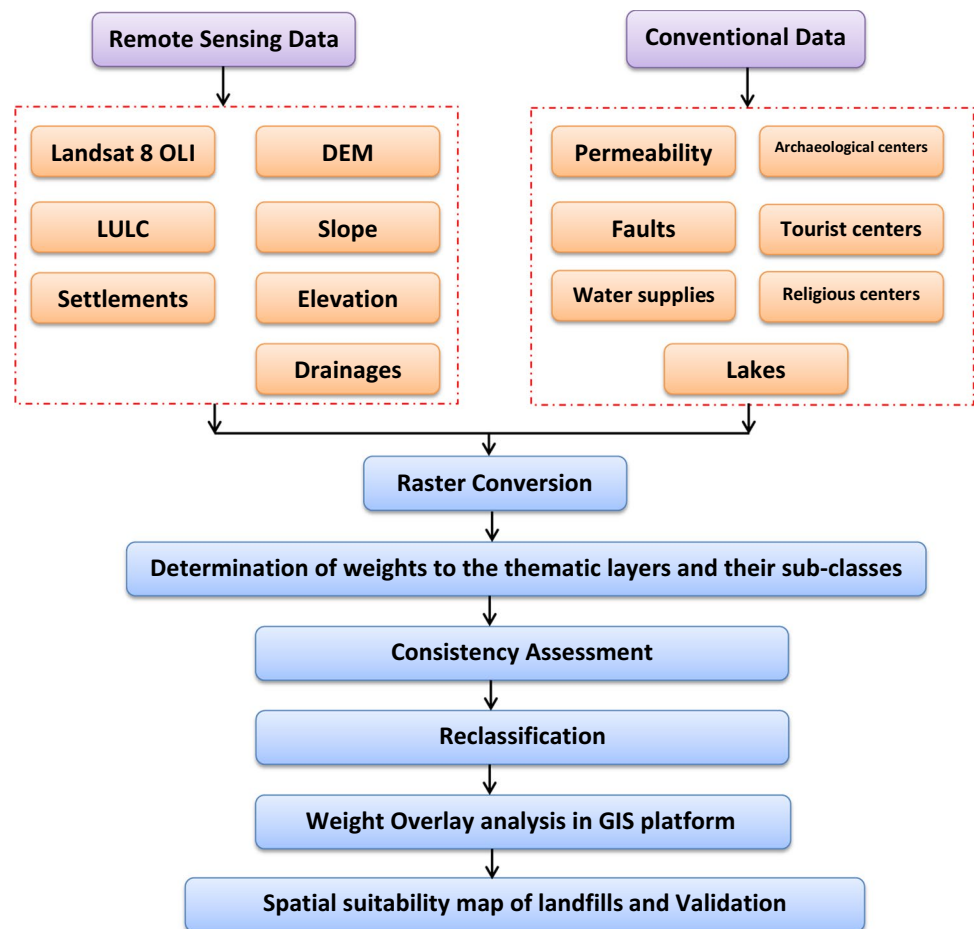 Remote Sensing Data
Conventional Data
Landsat 8 OLI
DEM
LULC
Slope
Settlements
Elevation
Drainages
Permeability
Archaeological centers
Faults
Tourist centers
Water supplies
Religious centers
Lakes
Raster Conversion
Determination of weights to the thematic layers and their sub-classes
Consistency Assessment
Reclassification
Weight Overlay analysis in GIS platform
Spatial suitability map of landfills and Validation